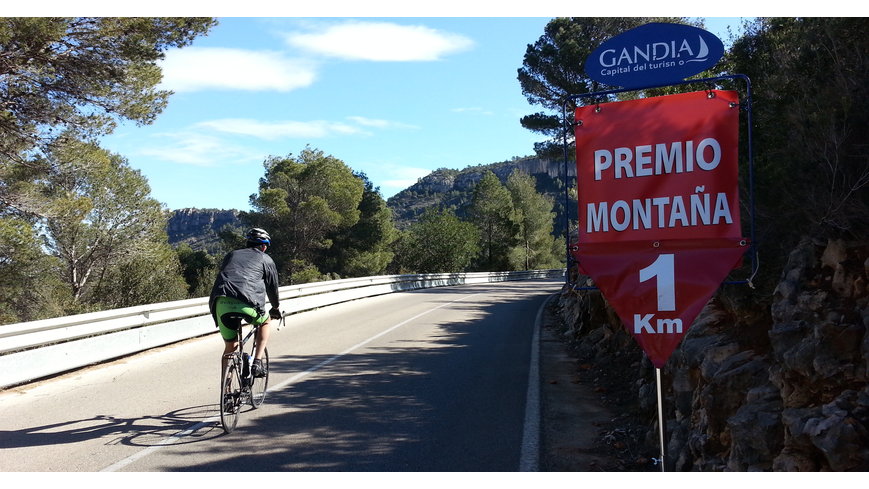 GANDIA
Capital del turismo
PREMIO
MONTAÑA
1
Km